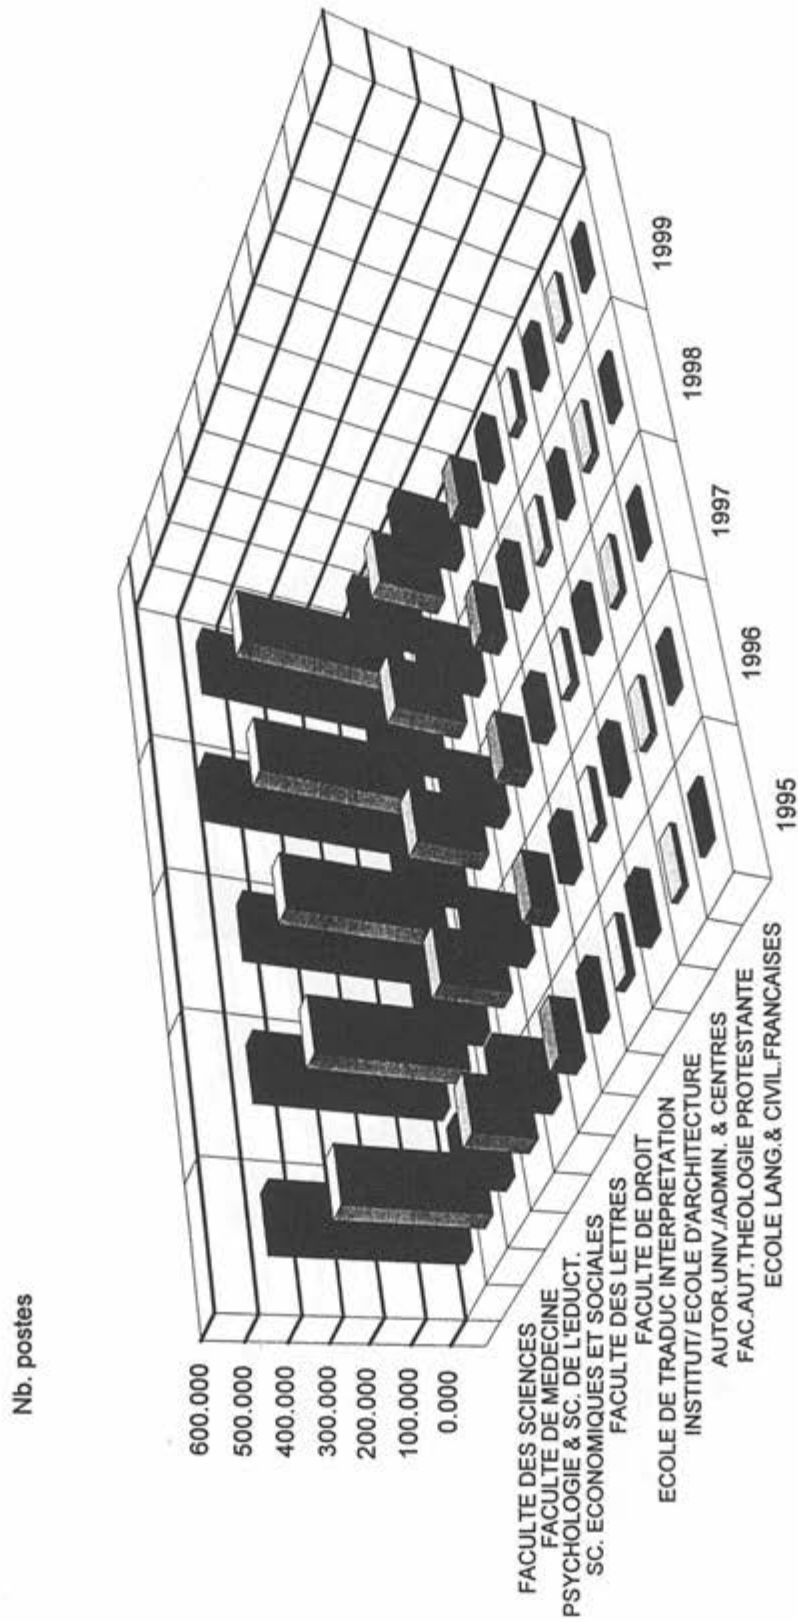 Nb. postes
600.000
500.000
400.000
300.000
200.000
100.000
0.000
FACULTE DES SCIENCES
FACULTE DE MEDECINE
PSYCHOLOGIE & SC. DE L'EDUCT.
SC. ECONOMIQUES ET SOCIALES
FACULTE DES LETTRES
FACULTE DE DROIT
ECOLE DE TRADUC INTERPRETATION
INSTITUT/ ECOLE D'ARCHITECTURE
AUTOR.UNIV./ADMIN. & CENTRES
FAC.AUT.THEOLOGIE PROTESTANTE
ECOLE LANG.& CIVIL.FRANCAISES
1995
1996
1997
1998
1999